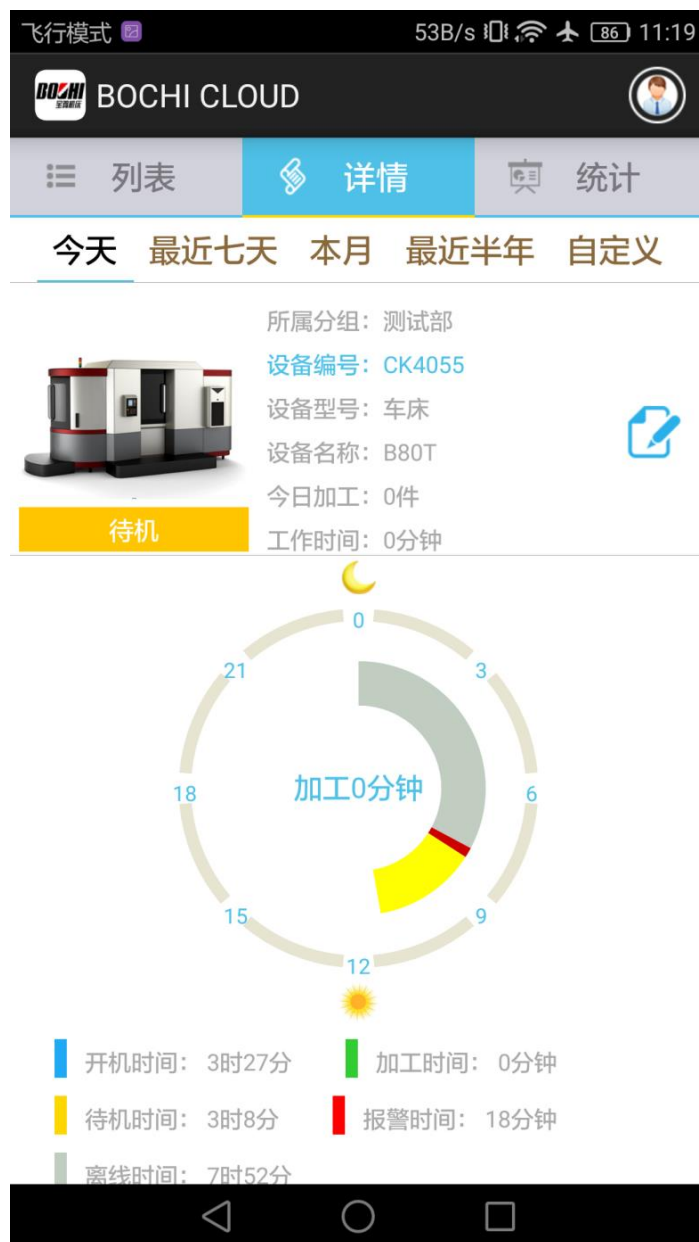 飞行模式 53B/s 86 11:19
BOCHI 宝鸡机床 BOCHI CLOUD
列表 详情 统计
今天 最近七天 本月 最近半年 自定义
所属分组：测试部
设备编号：CK4055
设备型号：车床
设备名称：B80T
今日加工：0件
待机
工作时间：0分钟
0
21 3
加工0分钟
18 6
15 9
12
开机时间： 3时27分 加工时间： 0分钟
待机时间： 3时8分 报警时间： 18分钟
离线时间： 7时52分